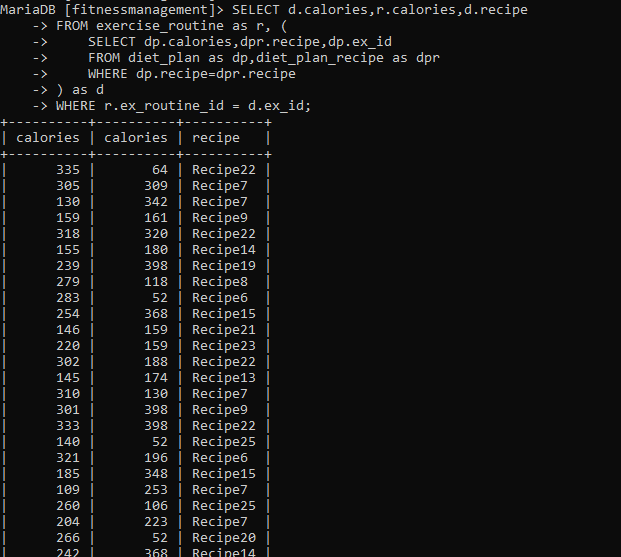 MariaDB [fitnessmanagement]> SELECT d.calories,r.calories,d.recipe
    -> FROM exercise_routine as r, (
    ->     SELECT dp.calories,dpr.recipe,dp.ex_id
    ->     FROM diet_plan as dp,diet_plan_recipe as dpr
    ->     WHERE dp.recipe=dpr.recipe
    -> ) as d
    -> WHERE r.ex_routine_id = d.ex_id;
+----------+----------+----------+
| calories | calories | recipe   |
+----------+----------+----------+
|      335 |       64 | Recipe22 |
|      305 |      309 | Recipe7  |
|      130 |      342 | Recipe7  |
|      159 |      161 | Recipe9  |
|      318 |      320 | Recipe22 |
|      155 |      180 | Recipe14 |
|      239 |      398 | Recipe19 |
|      279 |      118 | Recipe8  |
|      283 |       52 | Recipe6  |
|      254 |      368 | Recipe15 |
|      146 |      159 | Recipe21 |
|      220 |      159 | Recipe23 |
|      302 |      188 | Recipe22 |
|      145 |      174 | Recipe13 |
|      310 |      130 | Recipe7  |
|      301 |      398 | Recipe9  |
|      333 |      398 | Recipe22 |
|      140 |       52 | Recipe25 |
|      321 |      196 | Recipe6  |
|      185 |      348 | Recipe15 |
|      109 |      253 | Recipe7  |
|      260 |      106 | Recipe25 |
|      204 |      223 | Recipe7  |
|      266 |       52 | Recipe20 |
|      242 |      368 | Recipe14 |